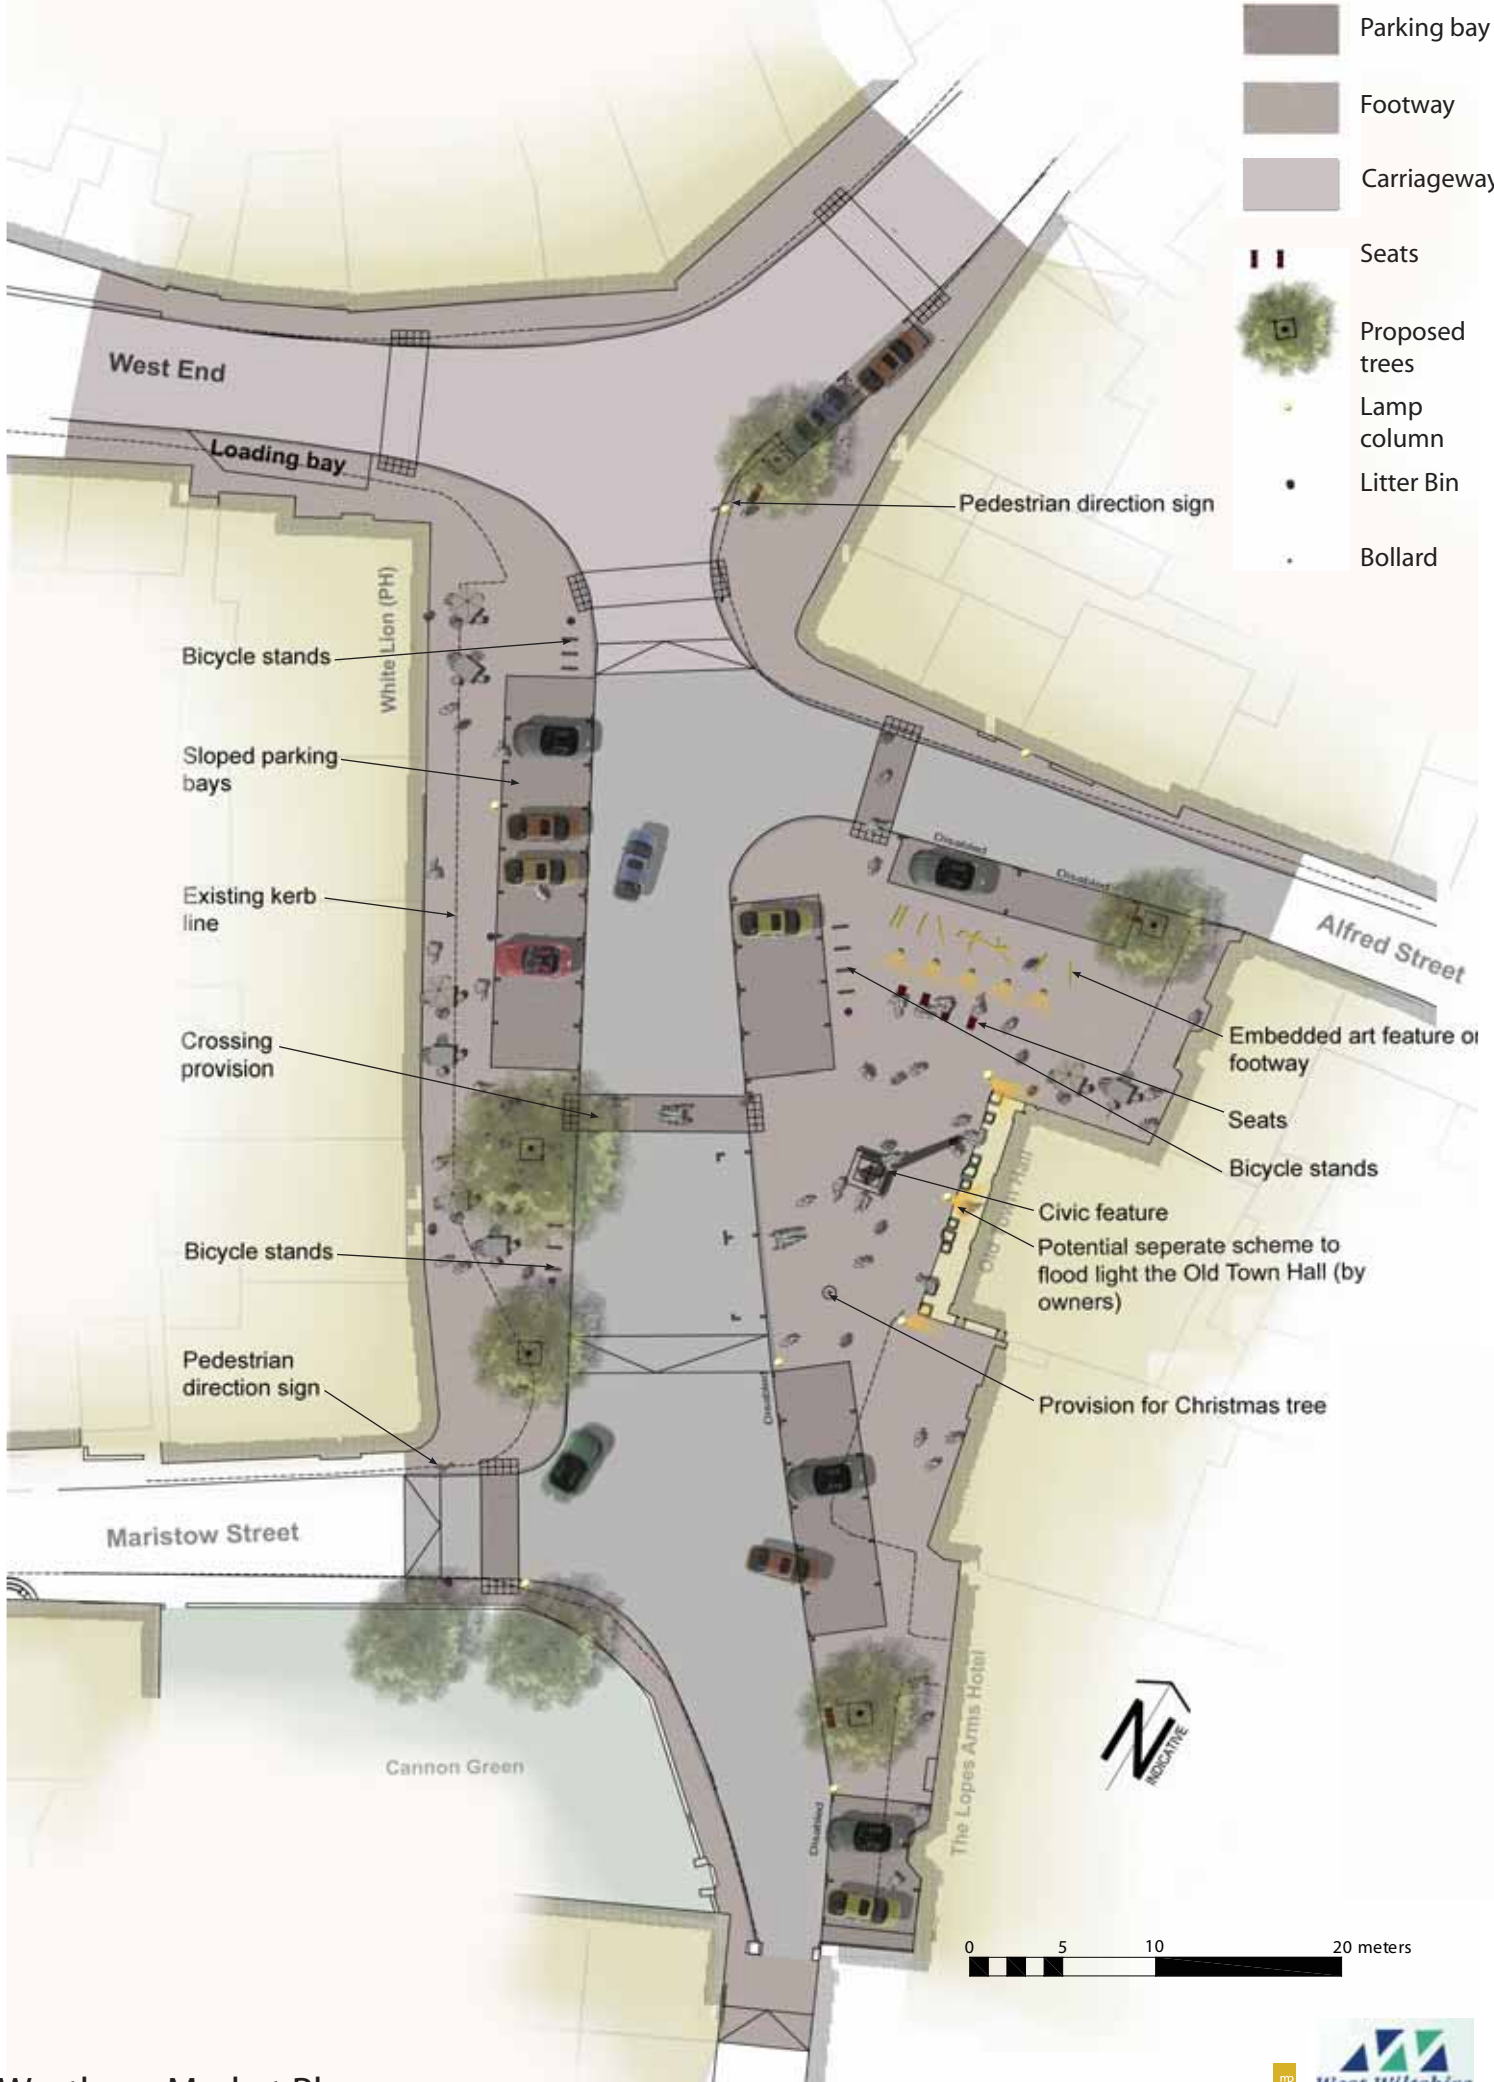 Parking bay
Footway
Carriageway
Seats
Proposed
trees
Lamp
column
Litter Bin
Bollard
West End
Loading bay
Pedestrian direction sign
White Lion (PH)
Bicycle stands
Sloped parking
bays
Existing kerb
line
Crossing
provision
Bicycle stands
Pedestrian
direction sign
Disabled
Disabled
Alfred Street
Embedded art feature on
footway
Seats
Bicycle stands
Old Town Hall
Civic feature
Potential seperate scheme to
flood light the Old Town Hall (by
owners)
Provision for Christmas tree
Disabled
Maristow Street
Cannon Green
The Lopes Arms Hotel
Disabled
N
INDICATIVE
0 5 10 20 meters